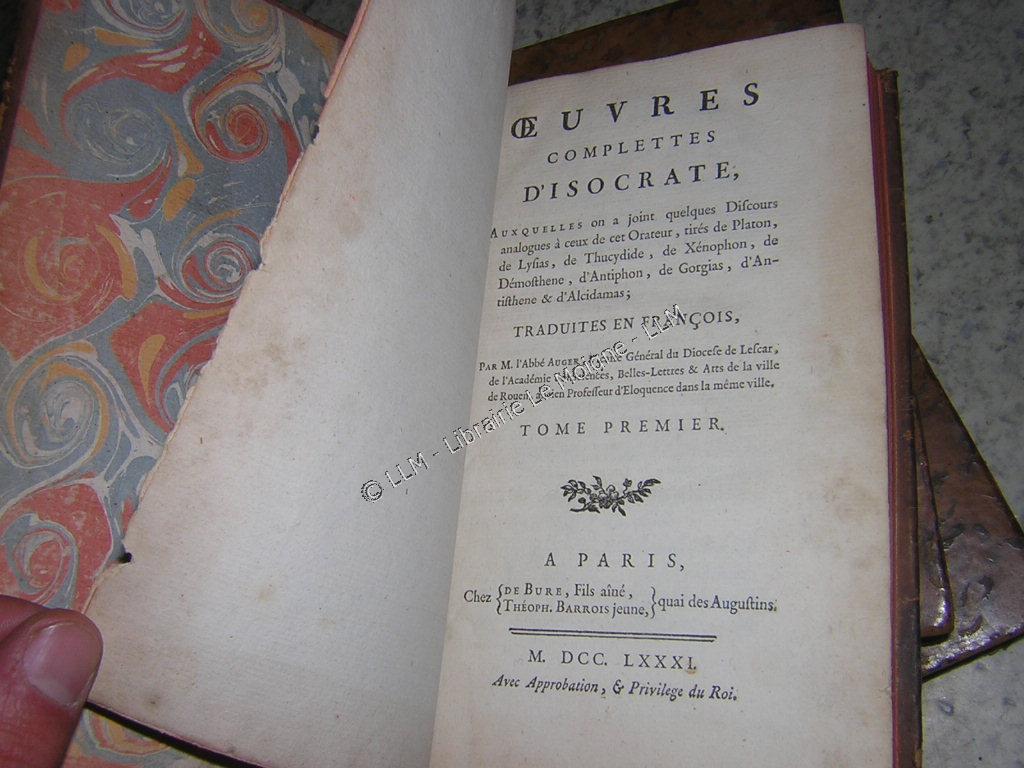 ŒUVRES
COMPLETTES
D'ISOCRATE,
AUXQUELLES on a joint quelques Diſcours
analogues à ceux de cet Orateur, tirés de Platon,
de Lyſias, de Thucydide, de Xénophon, de
Démoſthene, d'Antiphon, de Gorgias, d'An-
tiſthene & d'Alcidamas;
TRADUITES EN FRANÇOIS,
PAR M. l'Abbé AUGER, Général du Dioceſe de Leſcar,
de l'Académie Sciences, Belles-Lettres & Arts de la ville
de Rouen, ancien Profeſſeur d'Eloquence dans la même ville.
TOME PREMIER.
A PARIS,
Chez { DE BURE, Fils aîné,
THÉOPH. BARROIS jeune, } quai des Auguſtins.
M. DCC. LXXXI.
Avec Approbation, & Privilege du Roi.
© LLM - Librairie Le Moigne - LLM